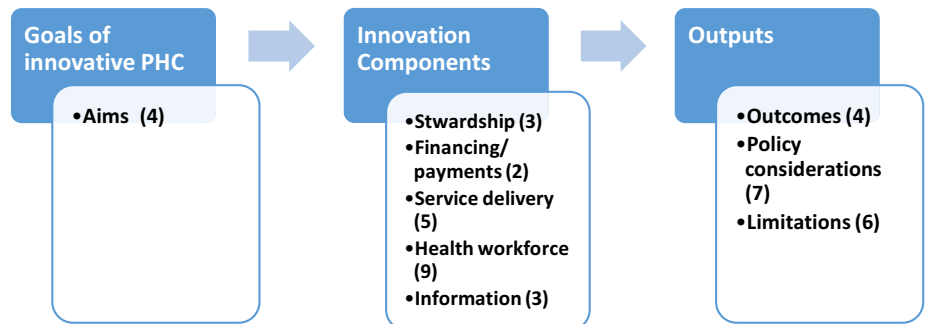 Goals of
innovative PHC
•Aims (4)
Innovation
Components
•Stwardship (3)
•Financing/
payments (2)
•Service delivery
(5)
•Health workforce
(9)
•Information (3)
Outputs
•Outcomes (4)
•Policy
considerations
(7)
•Limitations (6)